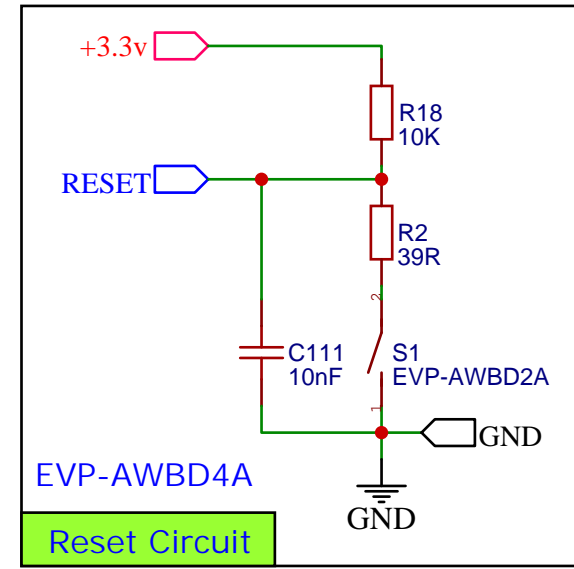 +3.3v
R18
10K
RESET
R2
39R
2
C111
10nF
S1
EVP-AWBD2A
1
GND
EVP-AWBD4A
GND
Reset Circuit